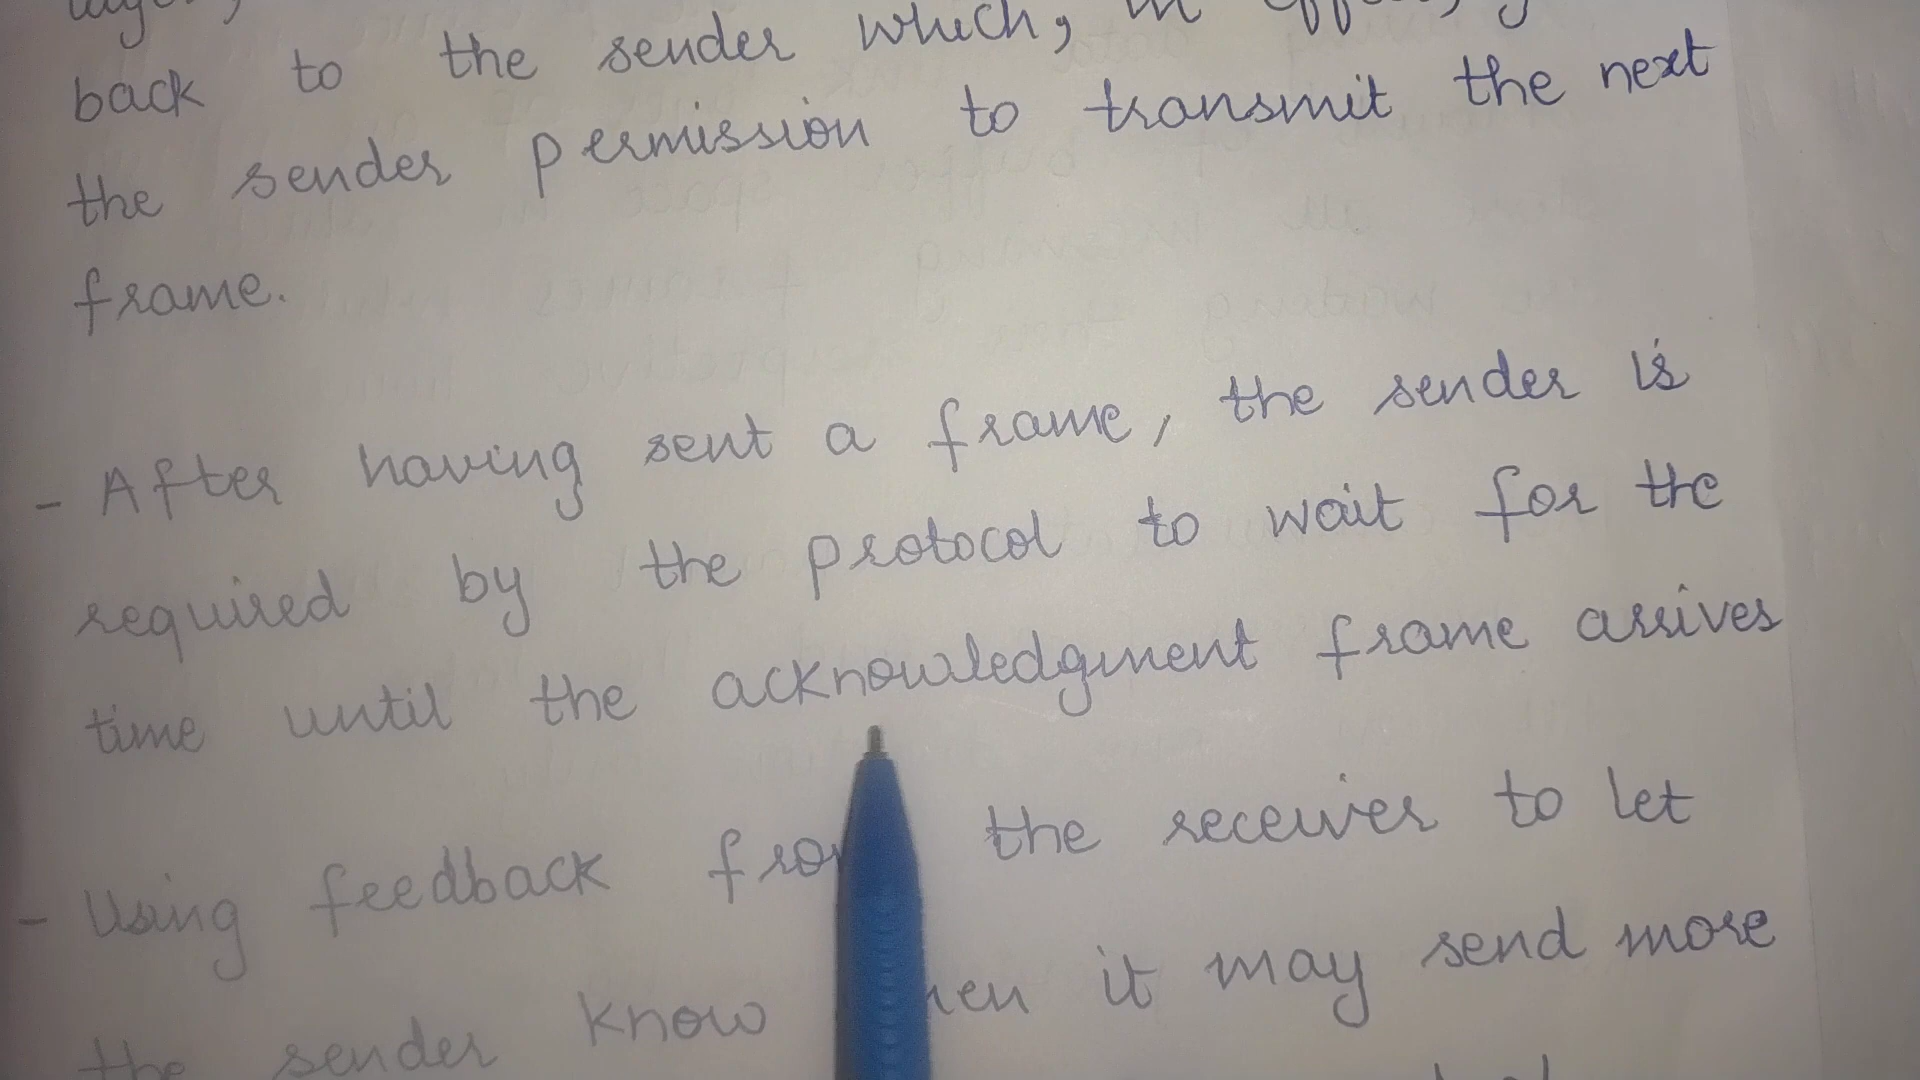 back to the sender which, in
the sender permission to transmit the next
frame.
- After having sent a frame, the sender is
required by the protocol to wait for the
time until the acknowledgment frame arrives
- Using feedback the receiver to let
the sender know it may send more